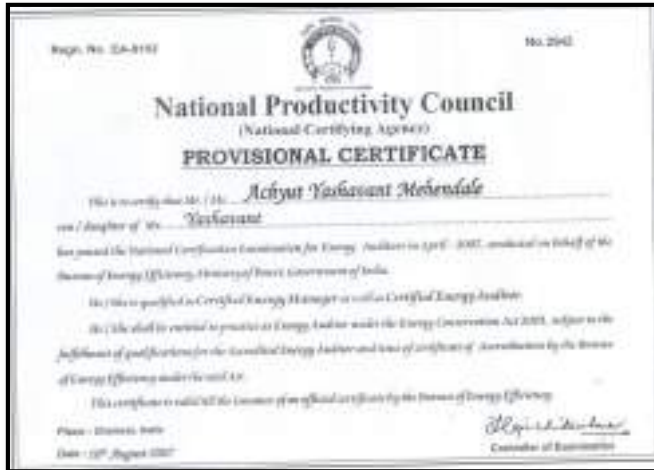 Regn. No. EA-8152
No. 2942
National Productivity Council
(National Certifying Agency)
PROVISIONAL CERTIFICATE
This is to certify that Mr. / Ms. Achyut Yashavant Mehendale
son / daughter of Mr. Yashavant
has passed the National Certification Examination for Energy Auditors in April - 2007, conducted on behalf of the
Bureau of Energy Efficiency, Ministry of Power, Government of India.
He / She is qualified as Certified Energy Manager as well as Certified Energy Auditor.
He / She shall be entitled to practice as Energy Auditor under the Energy Conservation Act 2001, subject to the
fulfilment of qualifications for the Accredited Energy Auditor and issue of certificate of Accreditation by the Bureau
of Energy Efficiency under the said Act.
This certificate is valid till the issuance of an official certificate by the Bureau of Energy Efficiency.
Place : Chennai, India
Date : August 2007
Controller of Examination